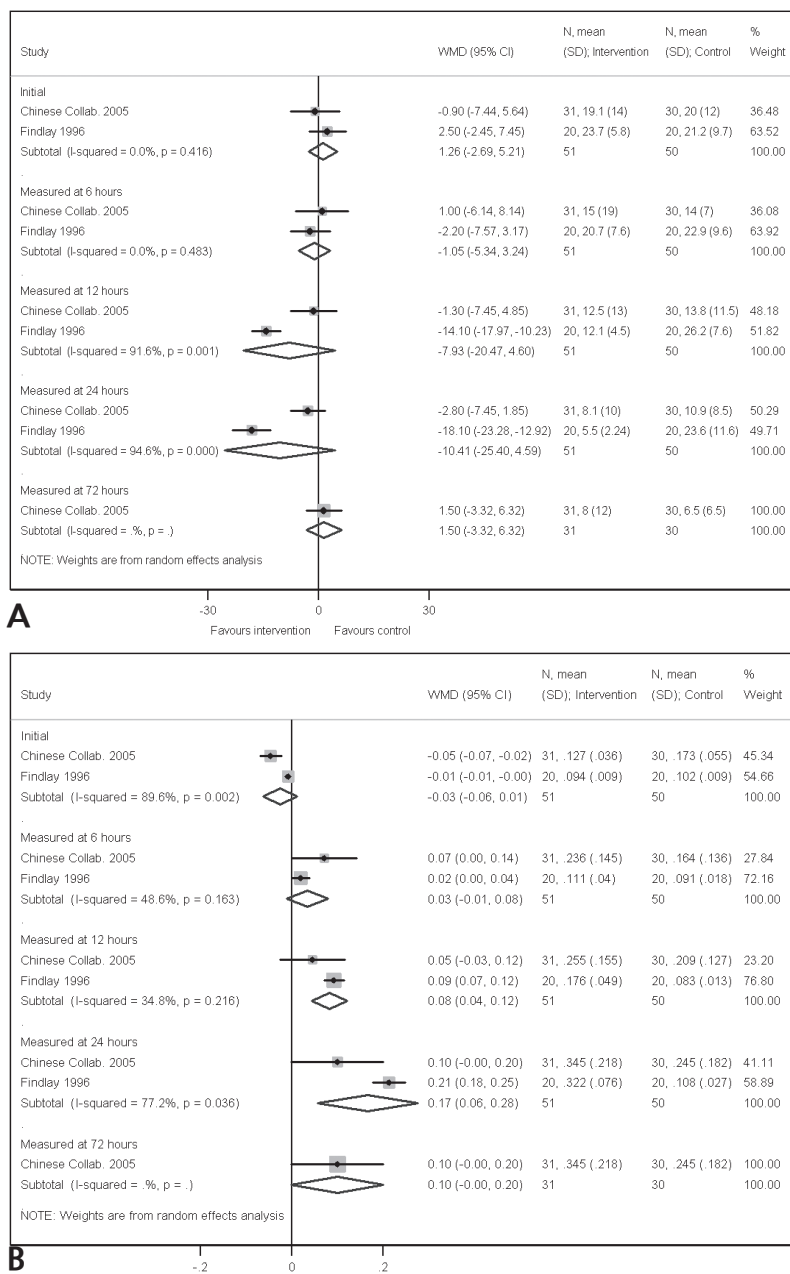 N, mean N, mean %
Study WMD (95% CI) (SD); Intervention (SD); Control Weight
Initial
Chinese Collab. 2005 -0.90 (-7.44, 5.64) 31, 19.1 (14) 30, 20 (12) 36.48
Findlay 1996 2.50 (-2.45, 7.45) 20, 23.7 (5.8) 20, 21.2 (9.7) 63.52
Subtotal (I-squared = 0.0%, p = 0.416) 1.26 (-2.69, 5.21) 51 50 100.00
.
Measured at 6 hours
Chinese Collab. 2005 1.00 (-6.14, 8.14) 31, 15 (19) 30, 14 (7) 36.08
Findlay 1996 -2.20 (-7.57, 3.17) 20, 20.7 (7.6) 20, 22.9 (9.6) 63.92
Subtotal (I-squared = 0.0%, p = 0.483) -1.05 (-5.34, 3.24) 51 50 100.00
.
Measured at 12 hours
Chinese Collab. 2005 -1.30 (-7.45, 4.85) 31, 12.5 (13) 30, 13.8 (11.5) 48.18
Findlay 1996 -14.10 (-17.97, -10.23) 20, 12.1 (4.5) 20, 26.2 (7.6) 51.82
Subtotal (I-squared = 91.6%, p = 0.001) -7.93 (-20.47, 4.60) 51 50 100.00
.
Measured at 24 hours
Chinese Collab. 2005 -2.80 (-7.45, 1.85) 31, 8.1 (10) 30, 10.9 (8.5) 50.29
Findlay 1996 -18.10 (-23.28, -12.92) 20, 5.5 (2.24) 20, 23.6 (11.6) 49.71
Subtotal (I-squared = 94.6%, p = 0.000) -10.41 (-25.40, 4.59) 51 50 100.00
.
Measured at 72 hours
Chinese Collab. 2005 1.50 (-3.32, 6.32) 31, 8 (12) 30, 6.5 (6.5) 100.00
Subtotal (I-squared = .%, p = .) 1.50 (-3.32, 6.32) 31 30 100.00
NOTE: Weights are from random effects analysis
-30 0 30
A Favours intervention Favours control
N, mean N, mean %
Study WMD (95% CI) (SD); Intervention (SD); Control Weight
Initial
Chinese Collab. 2005 -0.05 (-0.07, -0.02) 31, .127 (.036) 30, .173 (.055) 45.34
Findlay 1996 -0.01 (-0.01, -0.00) 20, .094 (.009) 20, .102 (.009) 54.66
Subtotal (I-squared = 89.6%, p = 0.002) -0.03 (-0.06, 0.01) 51 50 100.00
.
Measured at 6 hours
Chinese Collab. 2005 0.07 (0.00, 0.14) 31, .236 (.145) 30, .164 (.136) 27.84
Findlay 1996 0.02 (0.00, 0.04) 20, .111 (.04) 20, .091 (.018) 72.16
Subtotal (I-squared = 48.6%, p = 0.163) 0.03 (-0.01, 0.08) 51 50 100.00
.
Measured at 12 hours
Chinese Collab. 2005 0.05 (-0.03, 0.12) 31, .255 (.155) 30, .209 (.127) 23.20
Findlay 1996 0.09 (0.07, 0.12) 20, .176 (.049) 20, .083 (.013) 76.80
Subtotal (I-squared = 34.8%, p = 0.216) 0.08 (0.04, 0.12) 51 50 100.00
.
Measured at 24 hours
Chinese Collab. 2005 0.10 (-0.00, 0.20) 31, .345 (.218) 30, .245 (.182) 41.11
Findlay 1996 0.21 (0.18, 0.25) 20, .322 (.076) 20, .108 (.027) 58.89
Subtotal (I-squared = 77.2%, p = 0.036) 0.17 (0.06, 0.28) 51 50 100.00
.
Measured at 72 hours
Chinese Collab. 2005 0.10 (-0.00, 0.20) 31, .345 (.218) 30, .245 (.182) 100.00
Subtotal (I-squared = .%, p = .) 0.10 (-0.00, 0.20) 31 30 100.00
NOTE: Weights are from random effects analysis
B -.2 0 .2